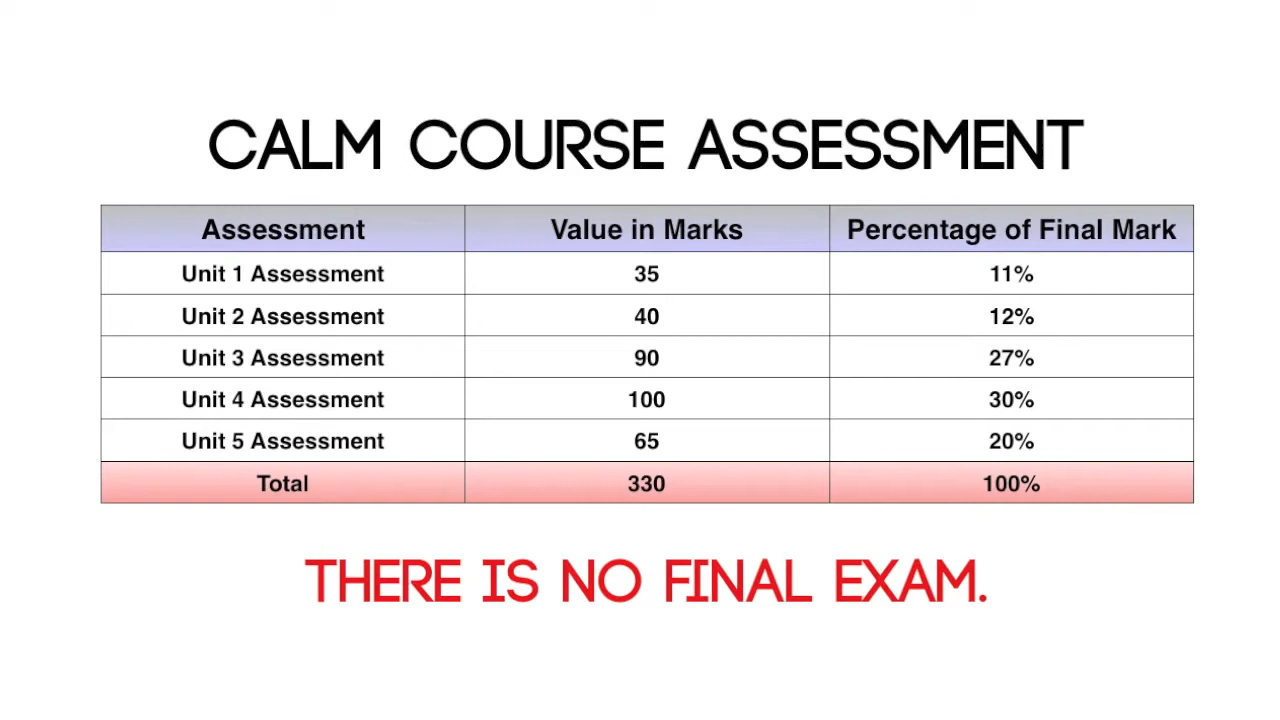 CALM COURSE ASSESSMENT
Assessment Value in Marks Percentage of Final Mark
Unit 1 Assessment 35 11%
Unit 2 Assessment 40 12%
Unit 3 Assessment 90 27%
Unit 4 Assessment 100 30%
Unit 5 Assessment 65 20%
Total 330 100%
THERE IS NO FINAL EXAM.